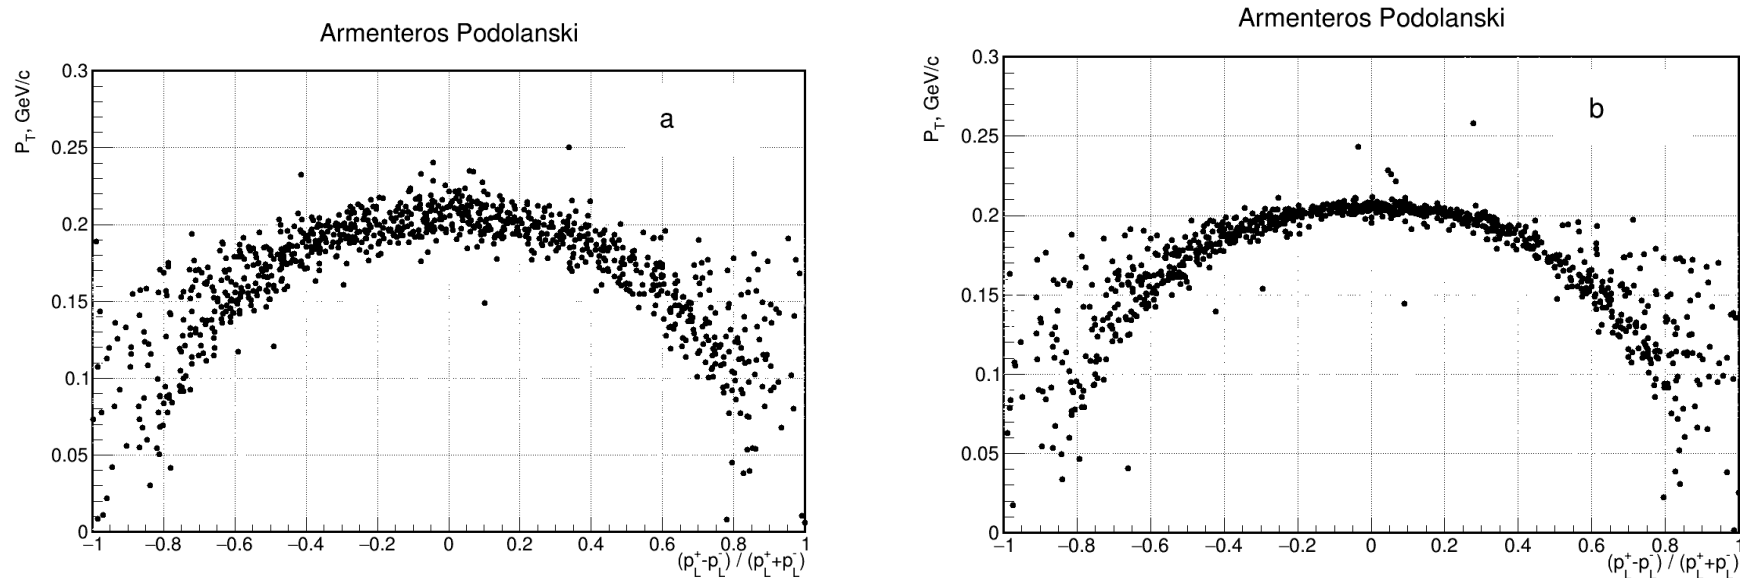 Armenteros Podolanski
P_T, GeV/c
a
0.3
0.25
0.2
0.15
0.1
0.05
0
−1 −0.8 −0.6 −0.4 −0.2 0 0.2 0.4 0.6 0.8 1
(p_L^+-p_L^-) / (p_L^++p_L^-)
Armenteros Podolanski
P_T, GeV/c
b
0.3
0.25
0.2
0.15
0.1
0.05
0
−1 −0.8 −0.6 −0.4 −0.2 0 0.2 0.4 0.6 0.8 1
(p_L^+-p_L^-) / (p_L^++p_L^-)